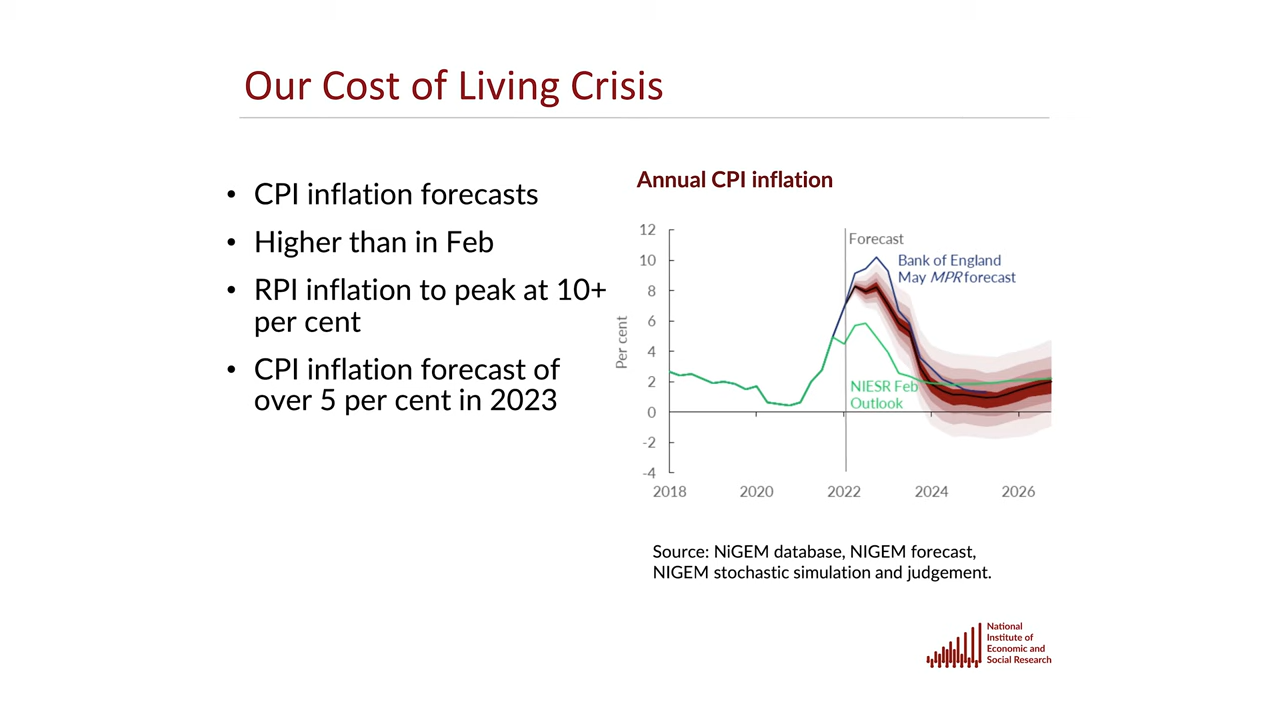 Our Cost of Living Crisis
• CPI inflation forecasts
• Higher than in Feb
• RPI inflation to peak at 10+
per cent
• CPI inflation forecast of
over 5 per cent in 2023
Annual CPI inflation
12
10
8
6
4
2
0
-2
-4
Per cent
Forecast
Bank of England
May MPR forecast
NIESR Feb
Outlook
2018 2020 2022 2024 2026
Source: NiGEM database, NIGEM forecast,
NIGEM stochastic simulation and judgement.
National
Institute of
Economic and
Social Research